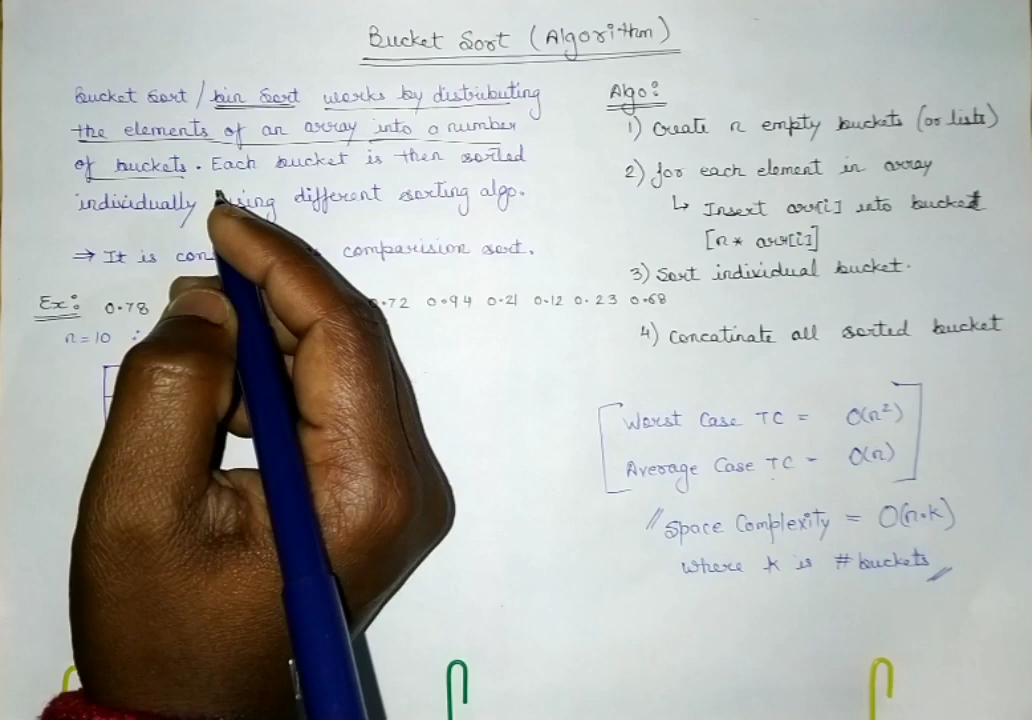 Bucket Sort (Algorithm)
Bucket Sort / bin sort works by distributing
the elements of an array into a number
of buckets. Each bucket is then sorted
individually using different sorting algo.
⇒ It is comparision sort.
Ex: 0.78 0.72 0.94 0.21 0.12 0.23 0.68
n=10
Algo:
1) Create n empty buckets (or lists)
2) for each element in array
↳ Insert arr[i] into bucket
[n * arr[i]]
3) Sort individual bucket.
4) Concatinate all sorted bucket
Worst Case TC = O(n²)
Average Case TC = O(n)
// Space Complexity = O(n*k)
where k is # buckets //